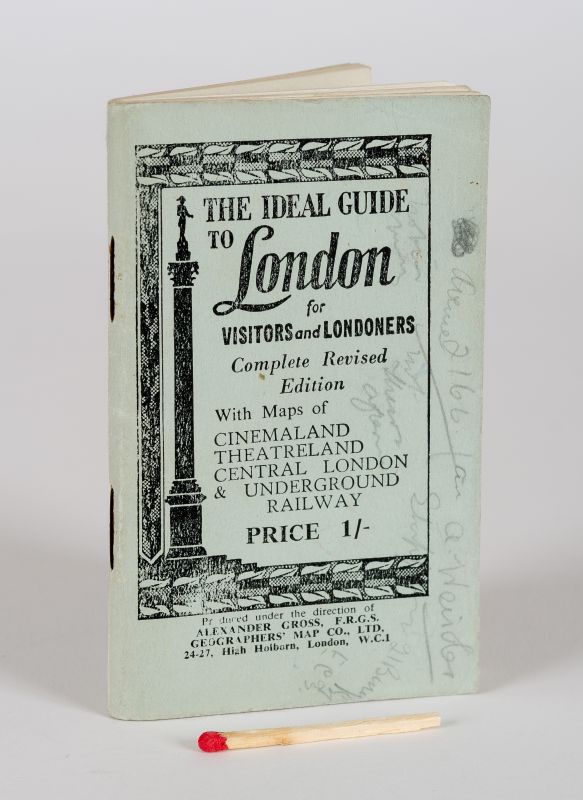 THE IDEAL GUIDE
TO London
for
VISITORS and LONDONERS
Complete Revised
Edition
With Maps of
CINEMALAND
THEATRELAND
CENTRAL LONDON
& UNDERGROUND
RAILWAY
PRICE 1/-
Pr duced under the direction of
ALEXANDER GROSS, F.R.G.S.
GEOGRAPHERS' MAP CO., LTD.
24-27, High Holborn, London, W.C.1